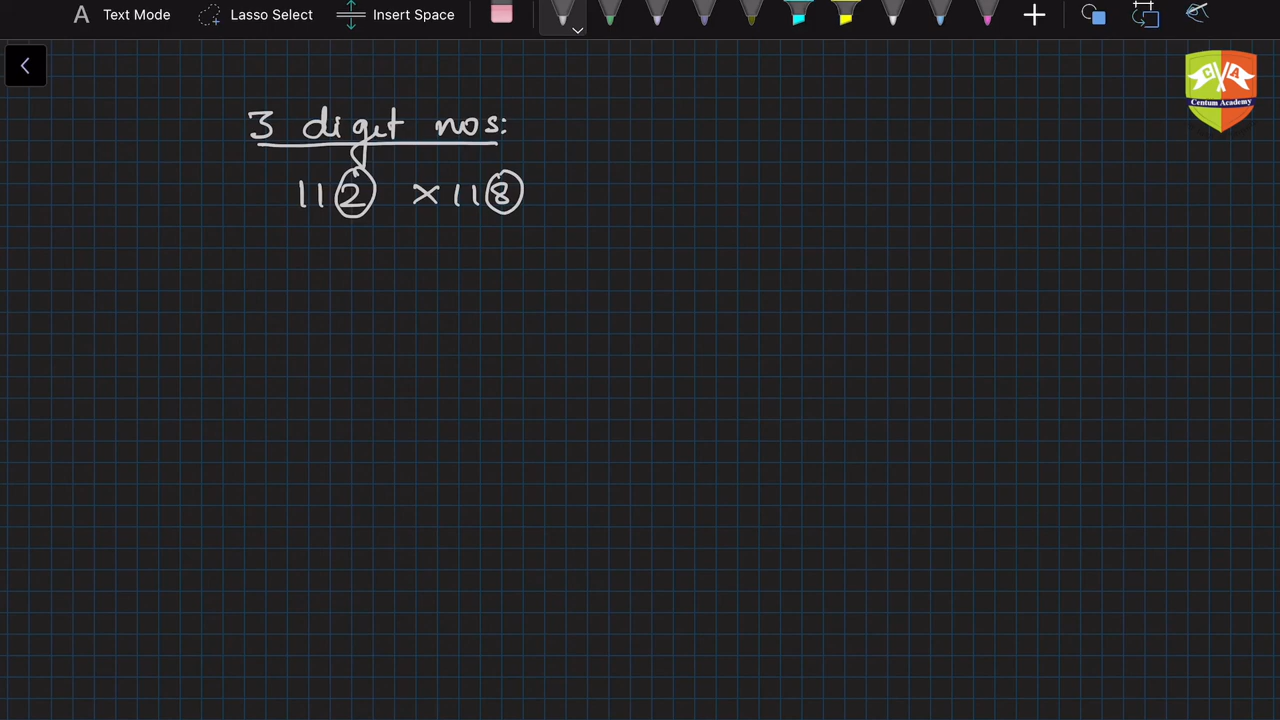 Text Mode Lasso Select Insert Space
C A
Centum Academy
3 digit nos:
112 × 118